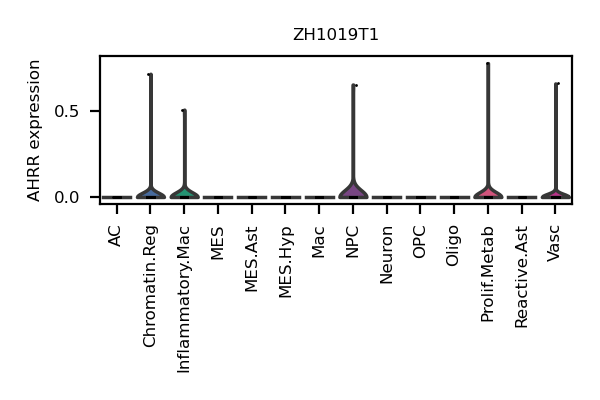 ZH1019T1
AHRR expression
0.5
0.0
AC
Chromatin.Reg
Inflammatory.Mac
MES
MES.Ast
MES.Hyp
Mac
NPC
Neuron
OPC
Oligo
Prolif.Metab
Reactive.Ast
Vasc